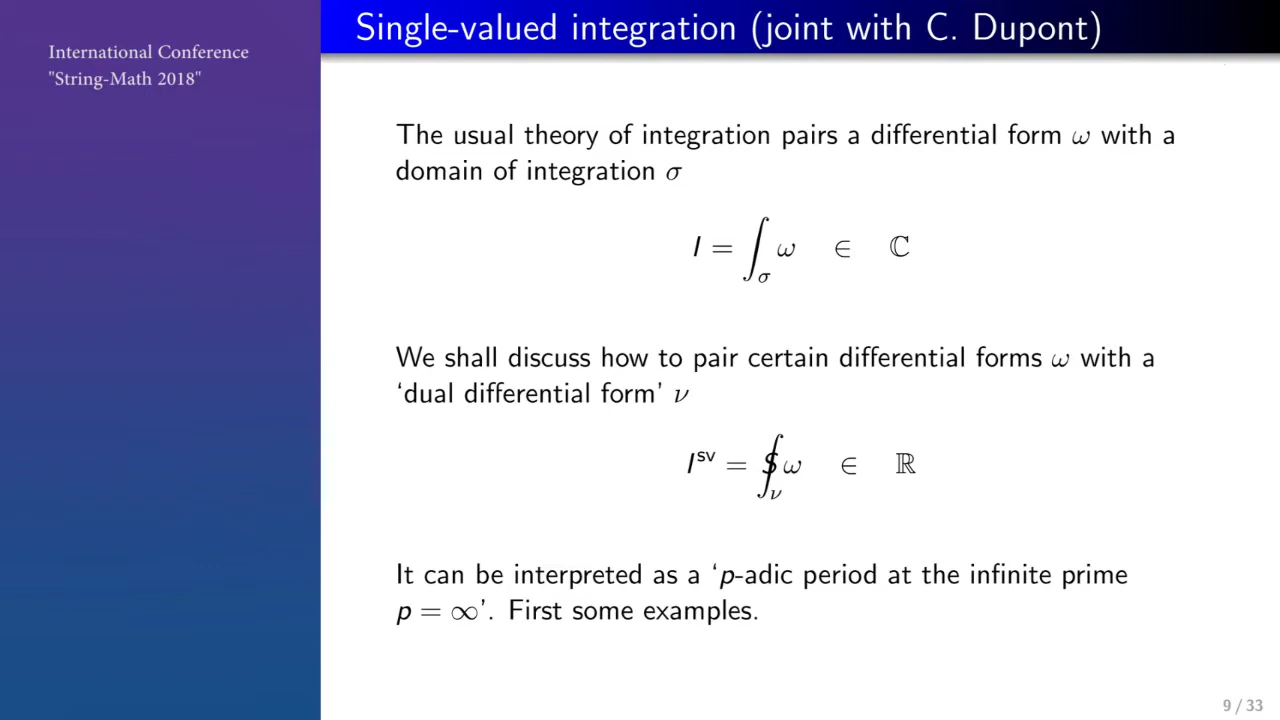 International Conference
"String-Math 2018"
Single-valued integration (joint with C. Dupont)
The usual theory of integration pairs a differential form ω with a
domain of integration σ
I = ∫_σ ω ∈ ℂ
We shall discuss how to pair certain differential forms ω with a
‘dual differential form’ ν
I^sv = ∮_ν ω ∈ ℝ
It can be interpreted as a ‘p-adic period at the infinite prime
p = ∞’. First some examples.
9 / 33